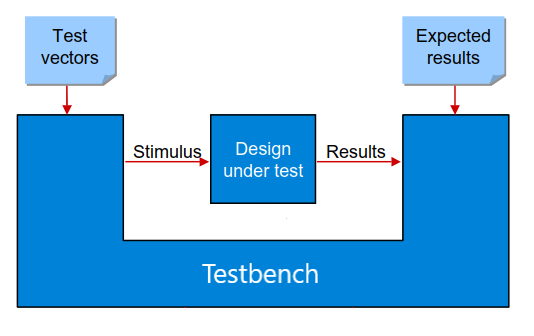 Test
vectors
Expected
results
Stimulus
Design
under test
Results
Testbench